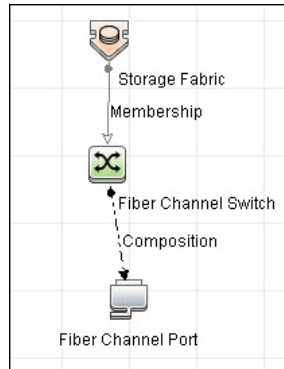 Storage Fabric
Membership
Fiber Channel Switch
Composition
Fiber Channel Port